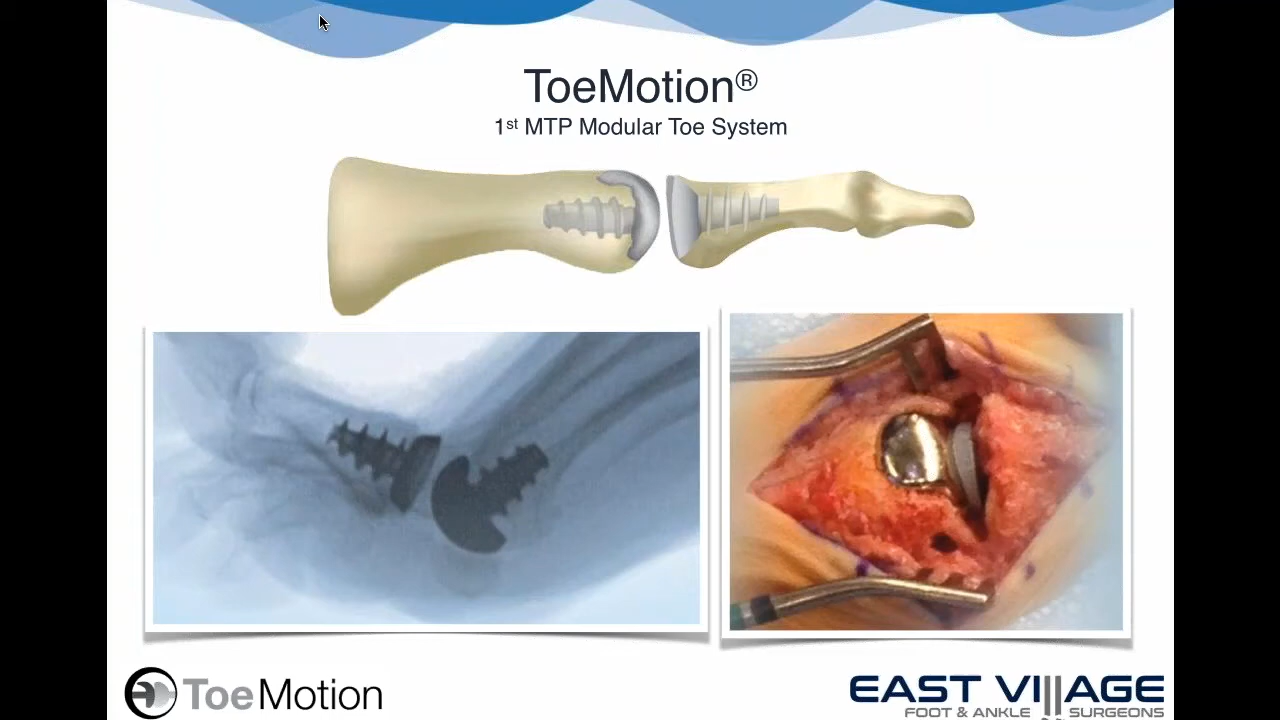 ToeMotion®
1st MTP Modular Toe System
ToeMotion
EAST VILLAGE
FOOT & ANKLE SURGEONS